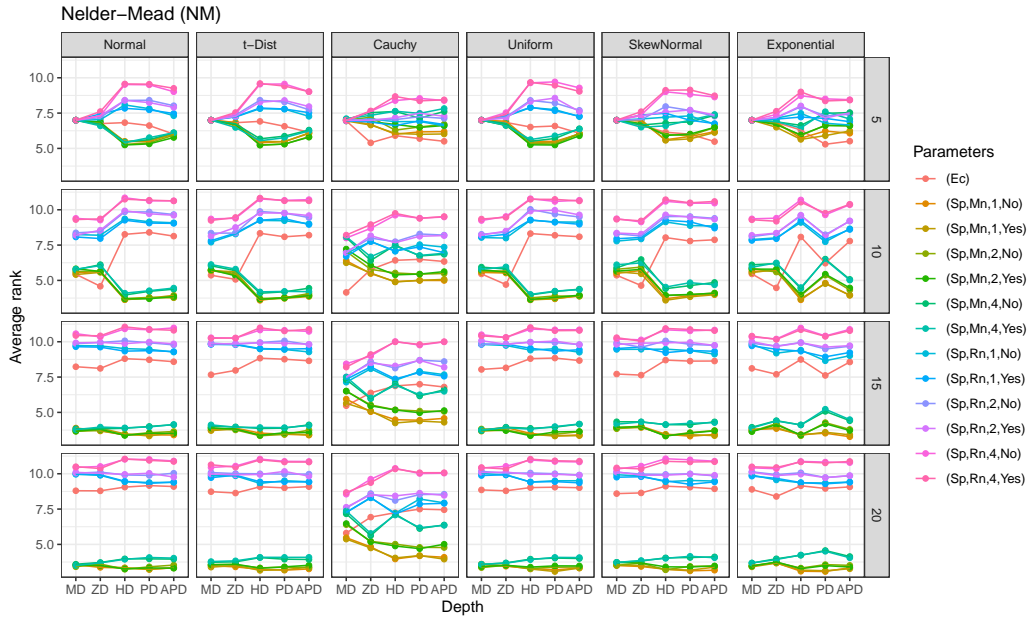 Nelder−Mead (NM)
Normal t−Dist Cauchy Uniform SkewNormal Exponential
10.0
7.5
5.0
5
10.0
7.5
5.0
10
10.0
7.5
5.0
15
10.0
7.5
5.0
20
MD ZD HD PD APD MD ZD HD PD APD MD ZD HD PD APD MD ZD HD PD APD MD ZD HD PD APD MD ZD HD PD APD
Depth
Average rank
Parameters
(Ec)
(Sp,Mn,1,No)
(Sp,Mn,1,Yes)
(Sp,Mn,2,No)
(Sp,Mn,2,Yes)
(Sp,Mn,4,No)
(Sp,Mn,4,Yes)
(Sp,Rn,1,No)
(Sp,Rn,1,Yes)
(Sp,Rn,2,No)
(Sp,Rn,2,Yes)
(Sp,Rn,4,No)
(Sp,Rn,4,Yes)